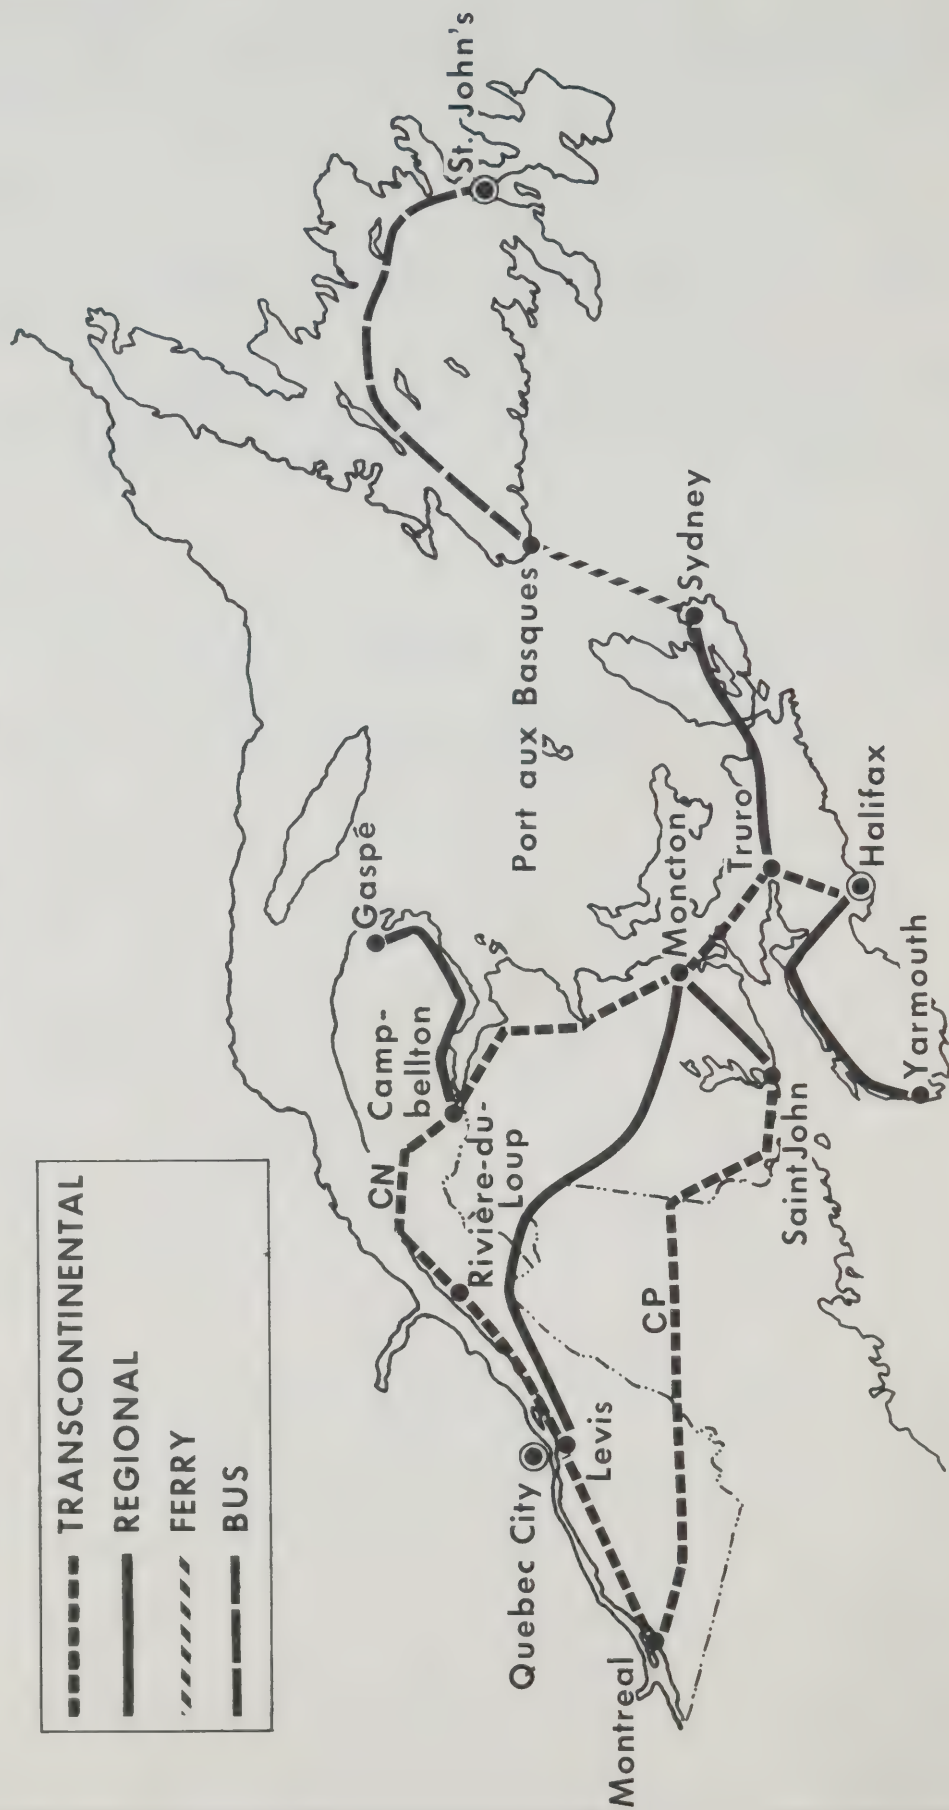 TRANSCONTINENTAL
REGIONAL
FERRY
BUS
St. John's
Port aux Basques
Sydney
Gaspé
Camp-
bellton
CN
Rivière-du-
Loup
Moncton
Truro
Halifax
Yarmouth
Saint John
CP
Quebec City
Levis
Montreal